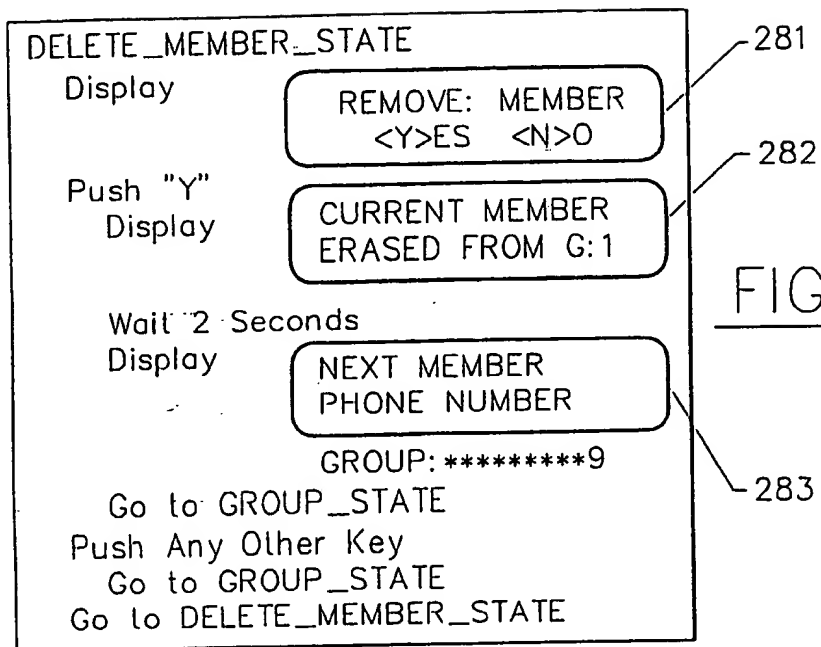 DELETE_MEMBER_STATE
281
Display
REMOVE: MEMBER
<Y>ES <N>O
282
Push "Y"
Display
CURRENT MEMBER
ERASED FROM G:1
FIG
Wait 2 Seconds
Display
NEXT MEMBER
PHONE NUMBER
GROUP: *********9
283
Go to GROUP_STATE
Push Any Other Key
Go to GROUP_STATE
Go to DELETE_MEMBER_STATE